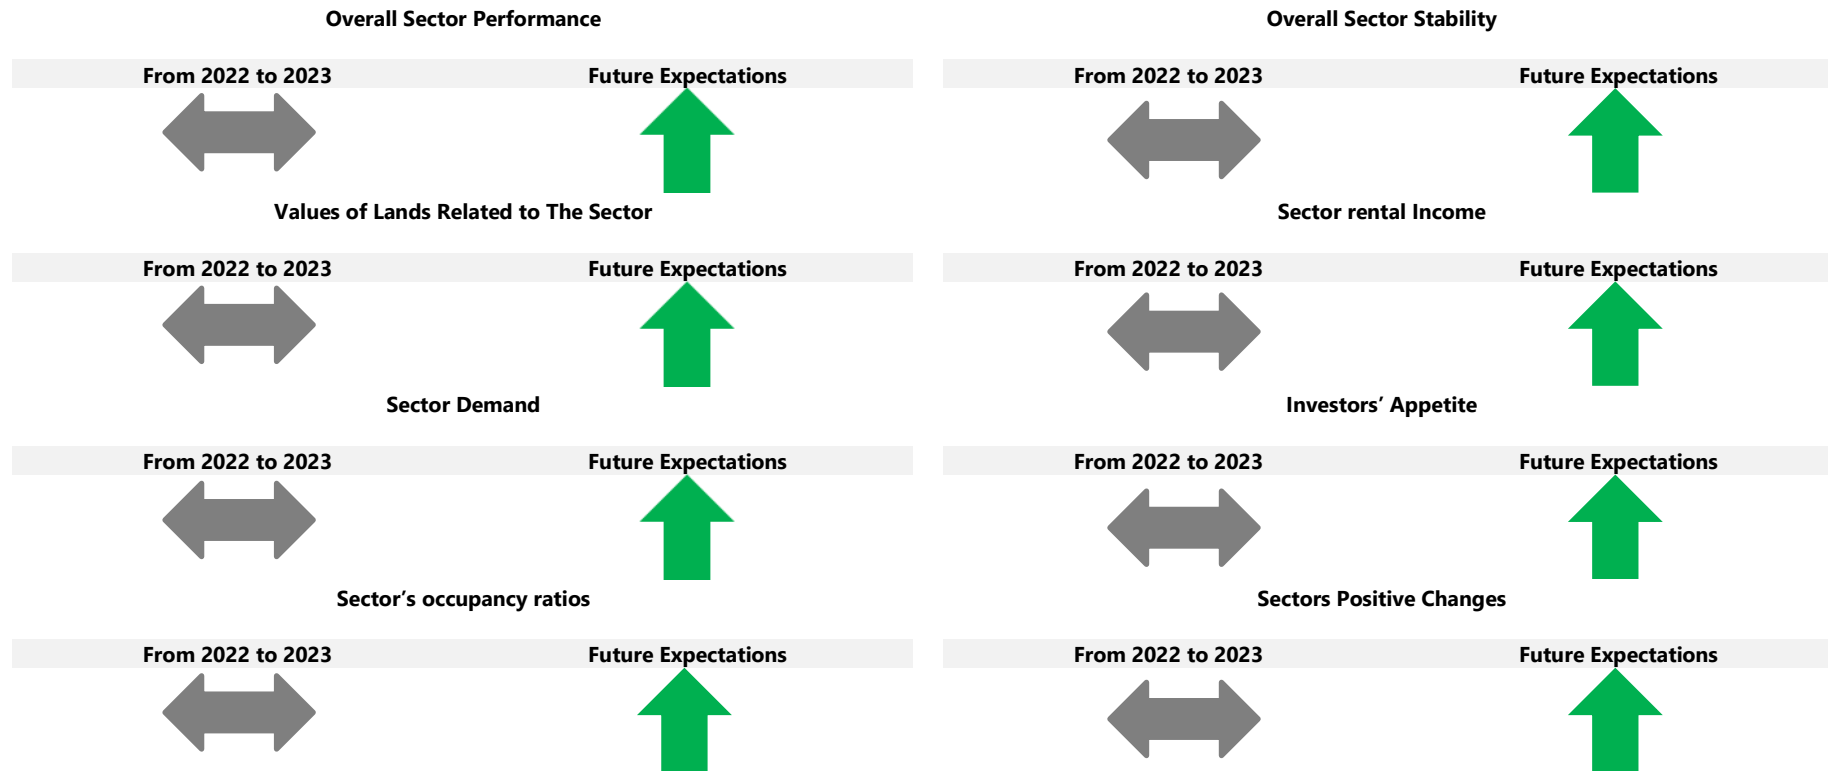 Overall Sector Performance
From 2022 to 2023 Future Expectations
Overall Sector Stability
From 2022 to 2023 Future Expectations
Values of Lands Related to The Sector
From 2022 to 2023 Future Expectations
Sector rental Income
From 2022 to 2023 Future Expectations
Sector Demand
From 2022 to 2023 Future Expectations
Investors’ Appetite
From 2022 to 2023 Future Expectations
Sector’s occupancy ratios
From 2022 to 2023 Future Expectations
Sectors Positive Changes
From 2022 to 2023 Future Expectations